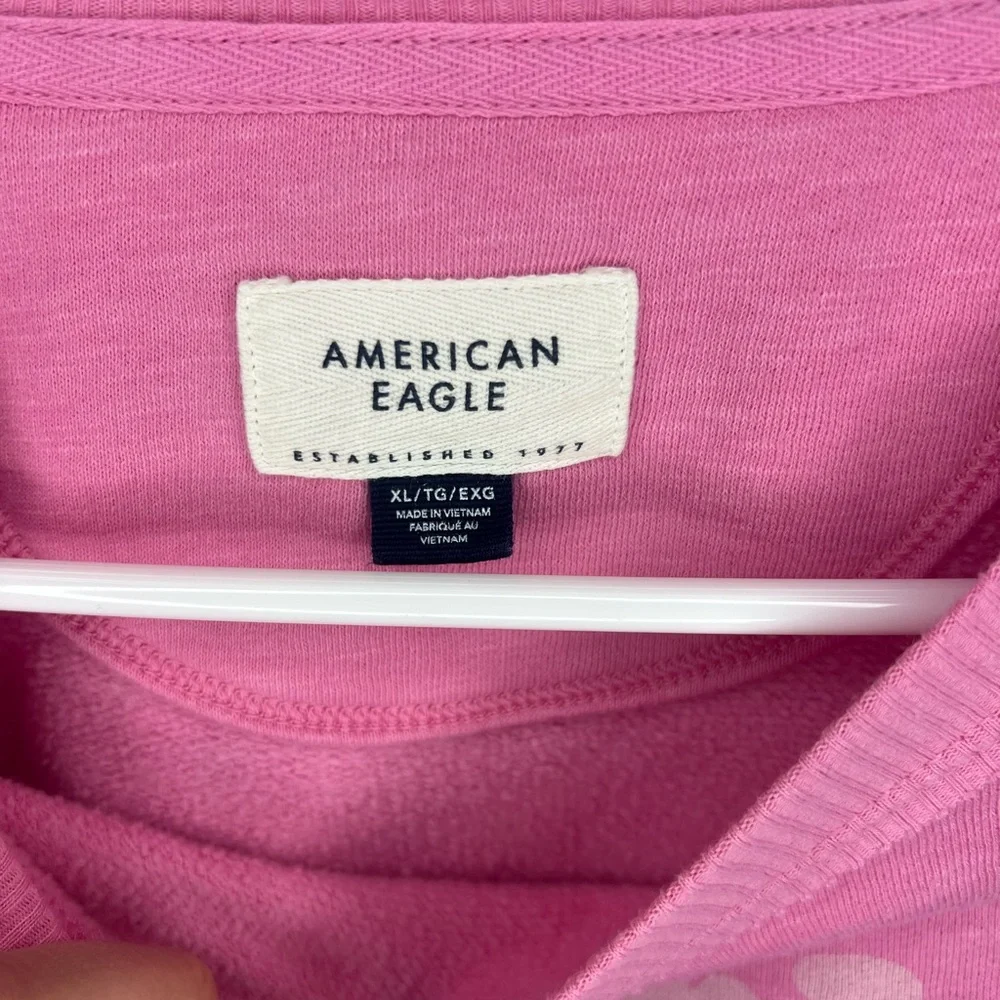 AMERICAN
EAGLE
ESTABLISHED 1977
XL/TG/EXG
MADE IN VIETNAM
FABRIQUÉ AU
VIETNAM